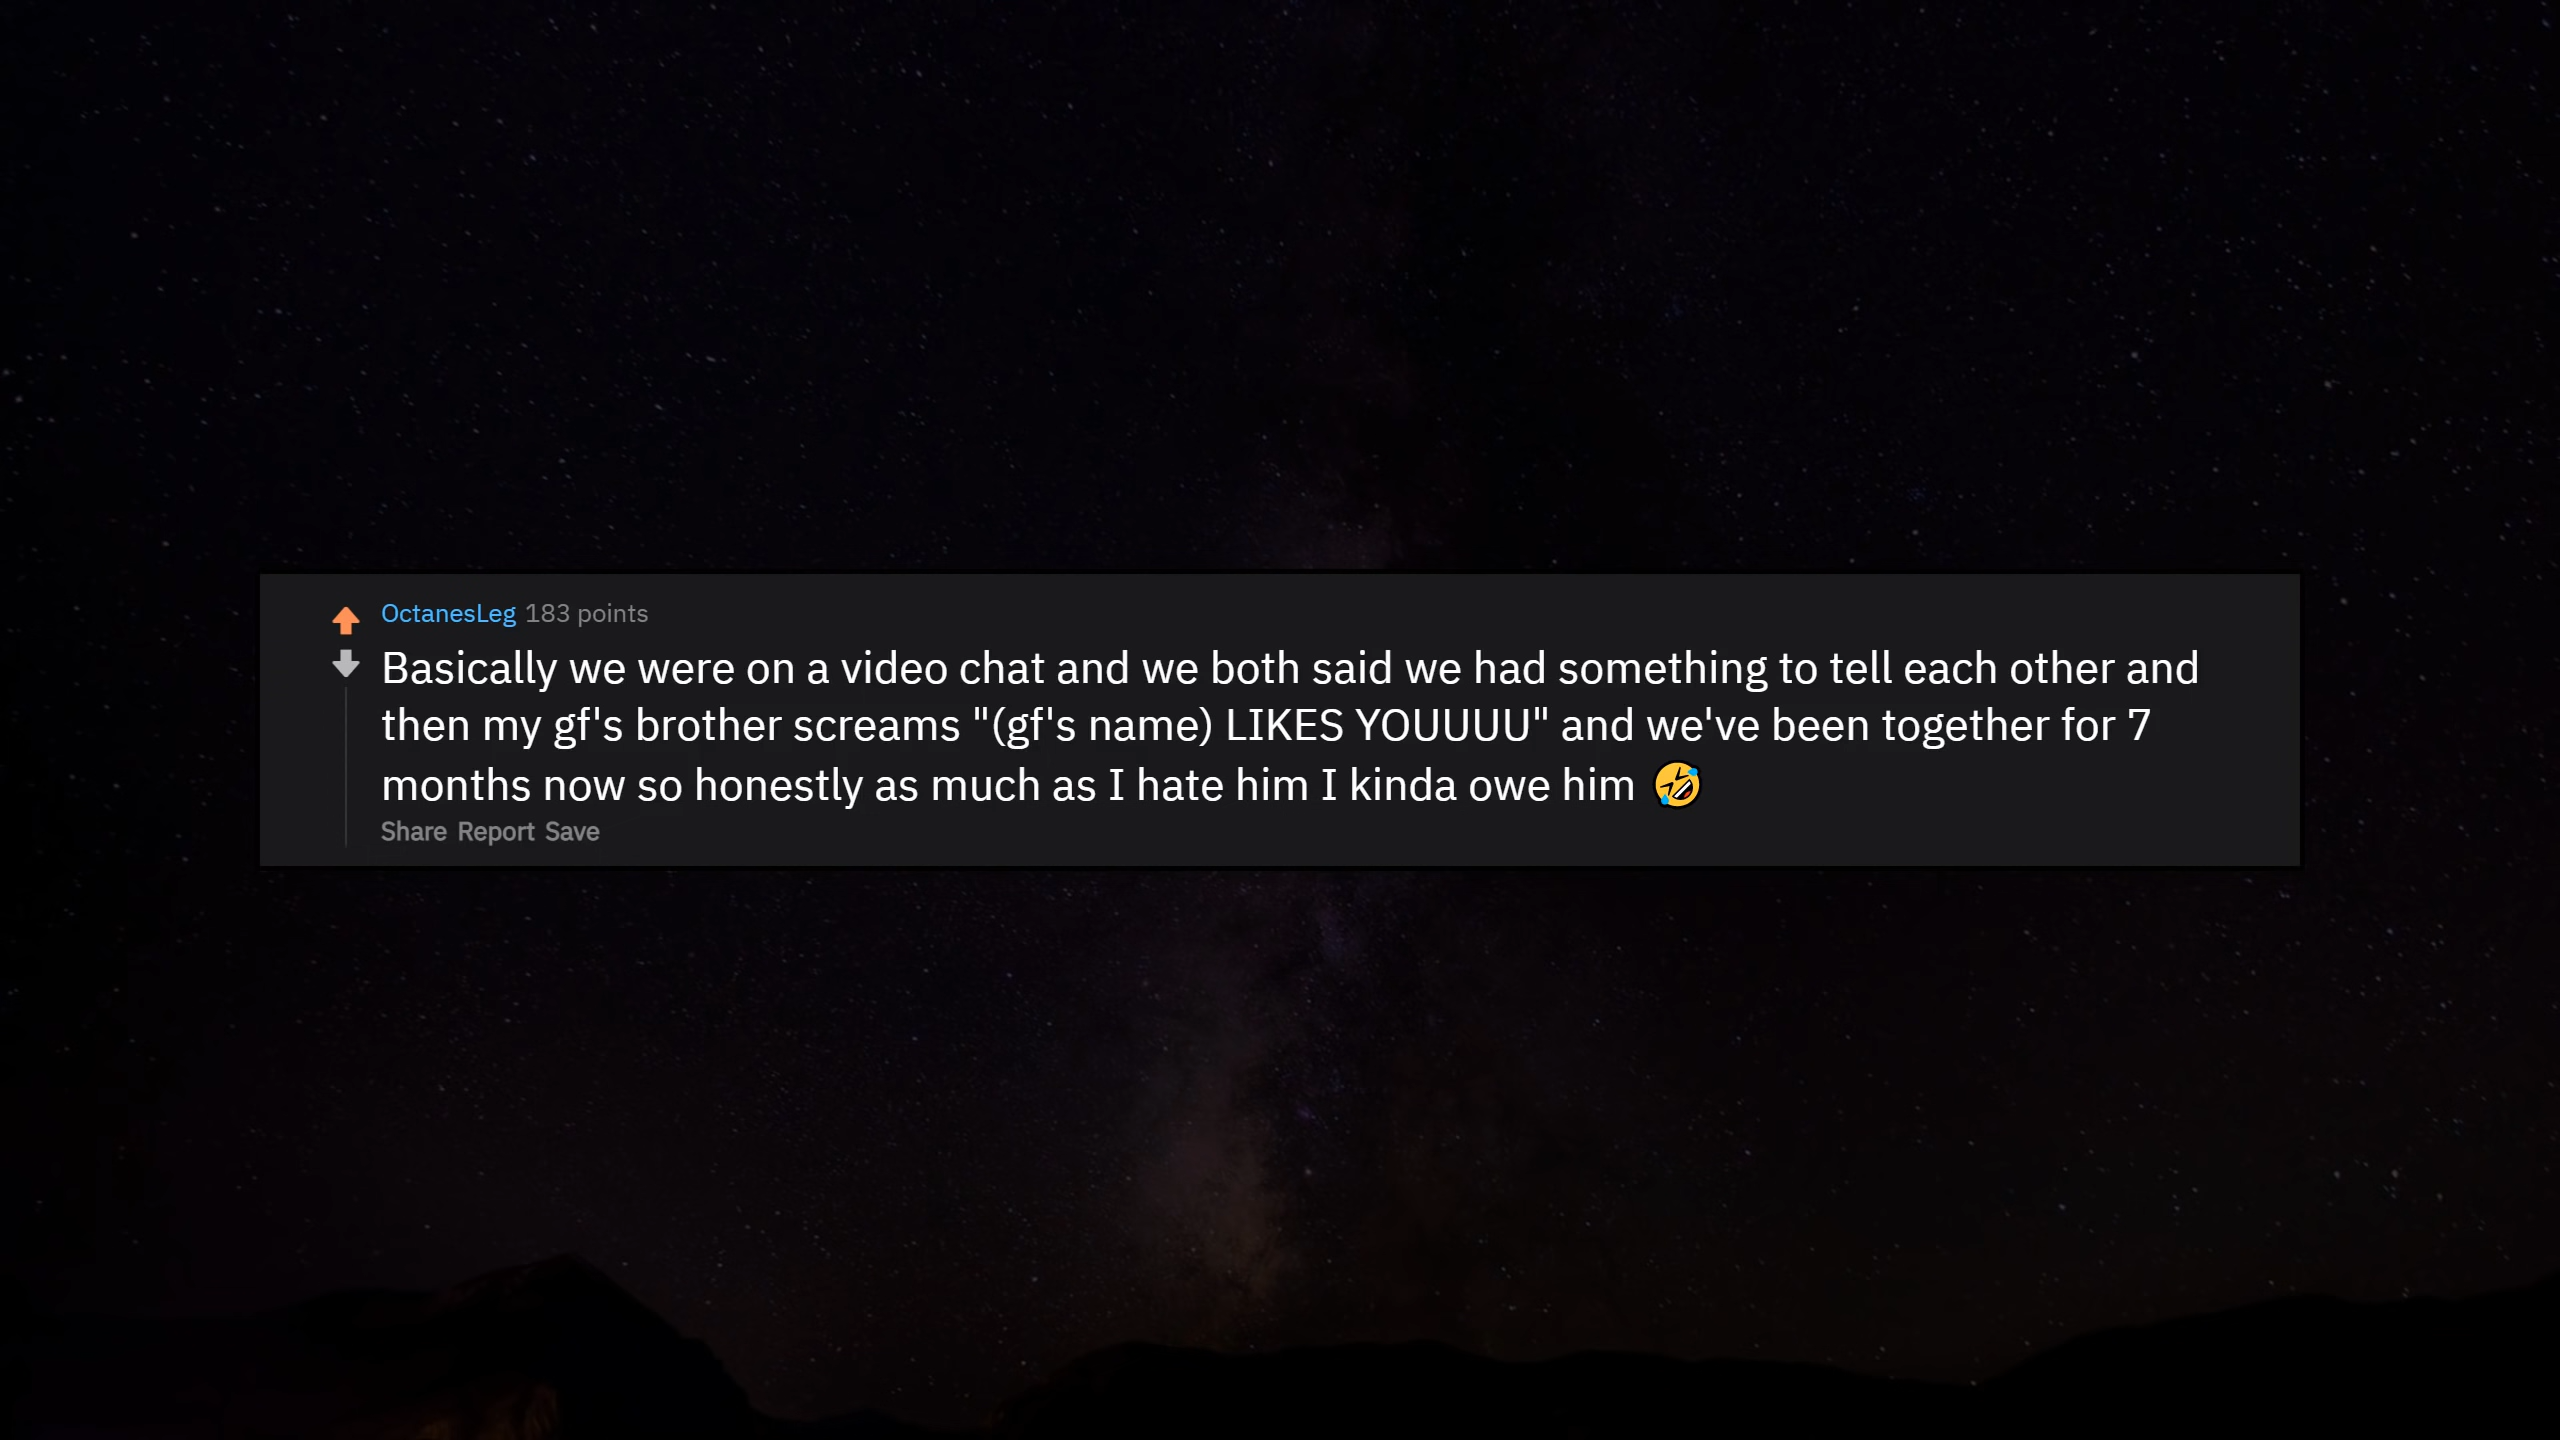 OctanesLeg 183 points
Basically we were on a video chat and we both said we had something to tell each other and
then my gf's brother screams "(gf's name) LIKES YOUUUU" and we've been together for 7
months now so honestly as much as I hate him I kinda owe him 🤣
Share Report Save